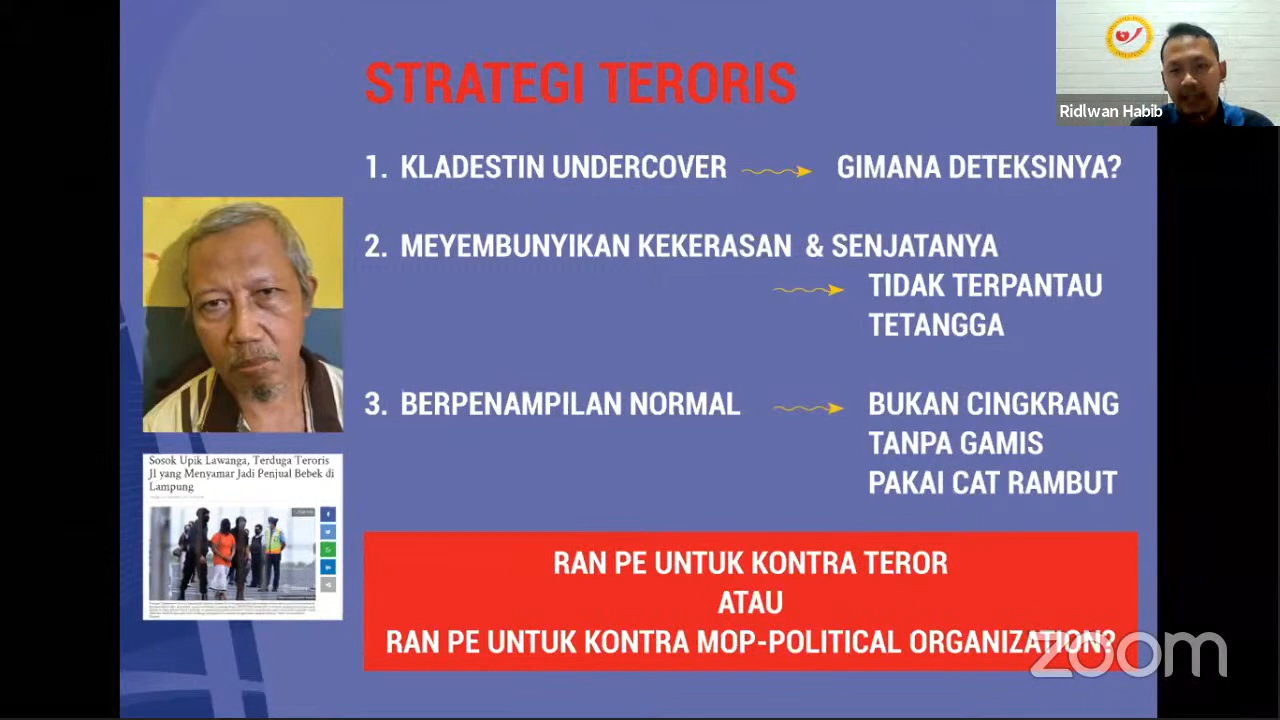 STRATEGI TERORIS
Ridlwan Habib
1. KLADESTIN UNDERCOVER GIMANA DETEKSINYA?
2. MEYEMBUNYIKAN KEKERASAN & SENJATANYA
TIDAK TERPANTAU
TETANGGA
3. BERPENAMPILAN NORMAL BUKAN CINGKRANG
TANPA GAMIS
PAKAI CAT RAMBUT
Sosok Upik Lawanga, Terduga Teroris
JI yang Menyamar Jadi Penjual Bebek di
Lampung
RAN PE UNTUK KONTRA TEROR
ATAU
RAN PE UNTUK KONTRA MOP-POLITICAL ORGANIZATION?
zoom